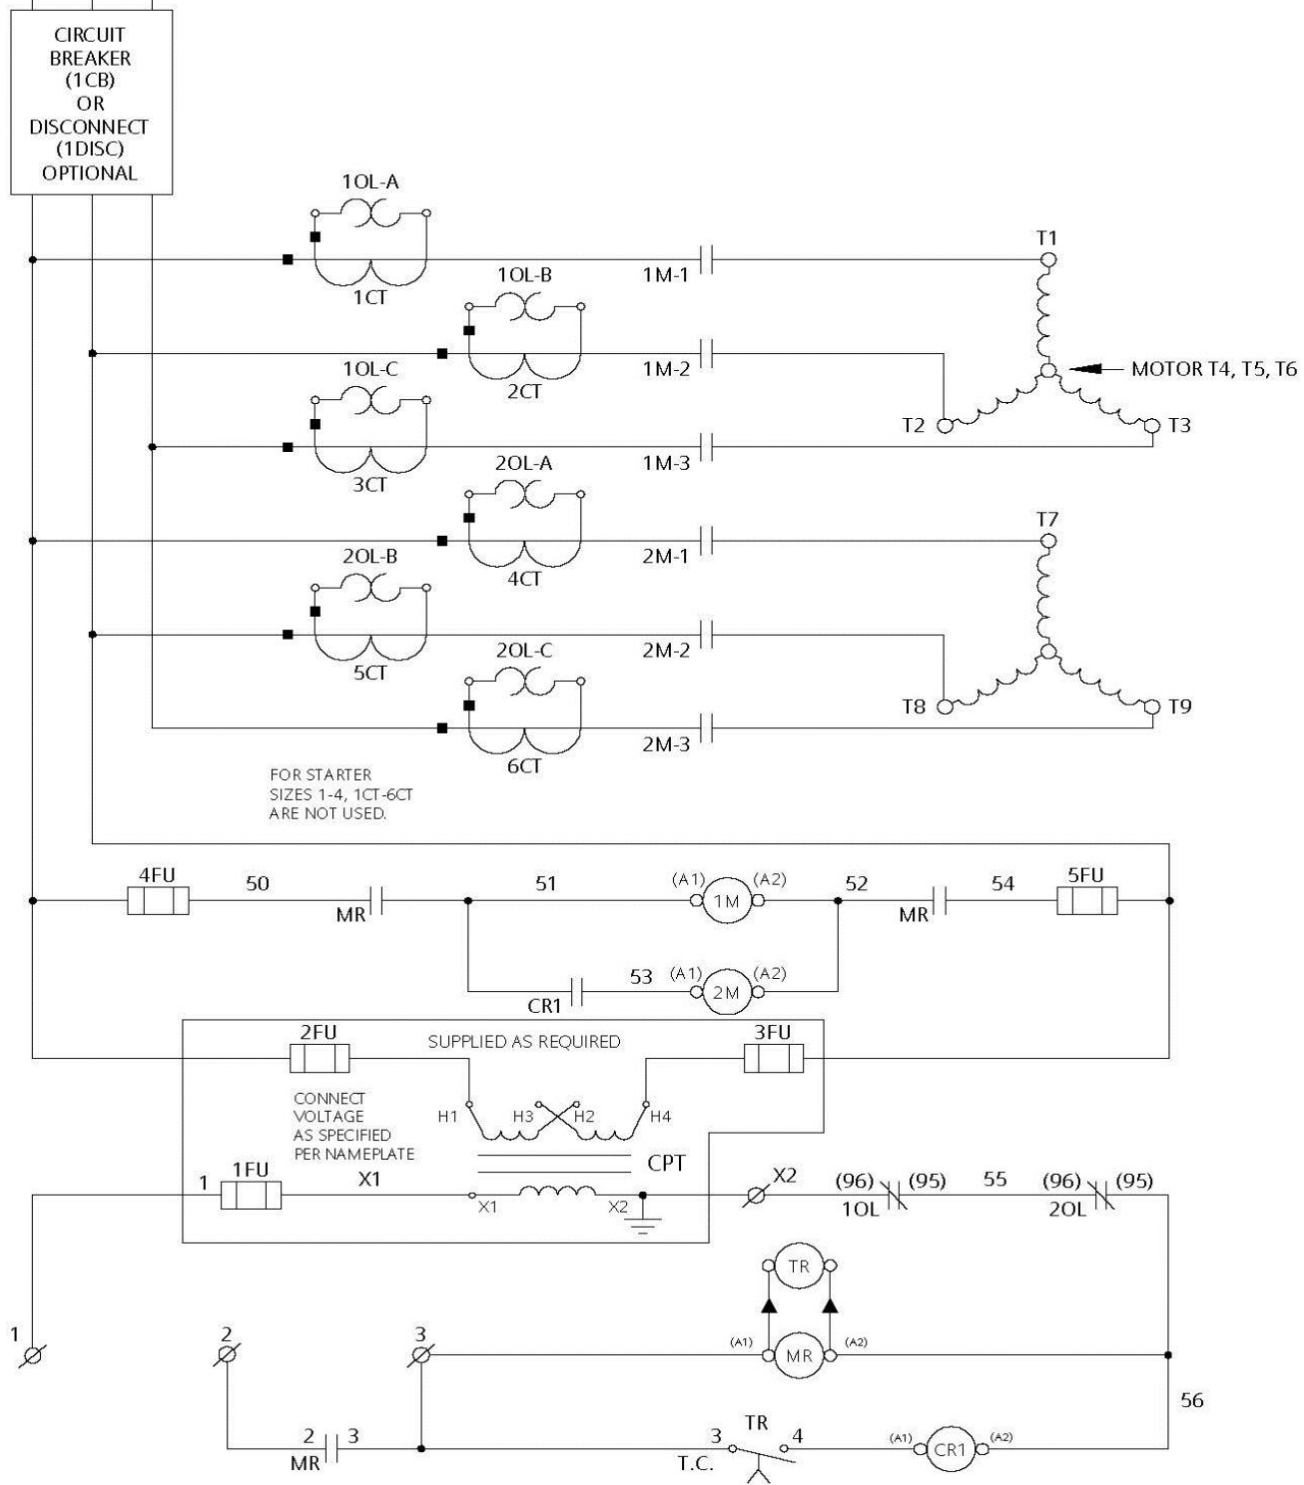 CIRCUIT
BREAKER
(1CB)
OR
DISCONNECT
(1DISC)
OPTIONAL
1OL-A
1CT
1M-1
T1
1OL-B
2CT
1M-2
MOTOR T4, T5, T6
1OL-C
3CT
1M-3
T2
T3
2OL-A
4CT
2M-1
T7
2OL-B
5CT
2M-2
2OL-C
6CT
2M-3
T8
T9
FOR STARTER
SIZES 1-4, 1CT-6CT
ARE NOT USED.
4FU
50
MR
51
(A1)
1M
(A2)
52
MR
54
5FU
CR1
53
(A1)
2M
(A2)
2FU
SUPPLIED AS REQUIRED
3FU
CONNECT
VOLTAGE
AS SPECIFIED
PER NAMEPLATE
H1
H3
H2
H4
CPT
1
1FU
X1
X1
X2
X2
(96)
(95)
1OL
55
(96)
(95)
2OL
TR
1
2
3
(A1)
MR
(A2)
56
2
3
MR
3
TR
4
T.C.
(A1)
CR1
(A2)